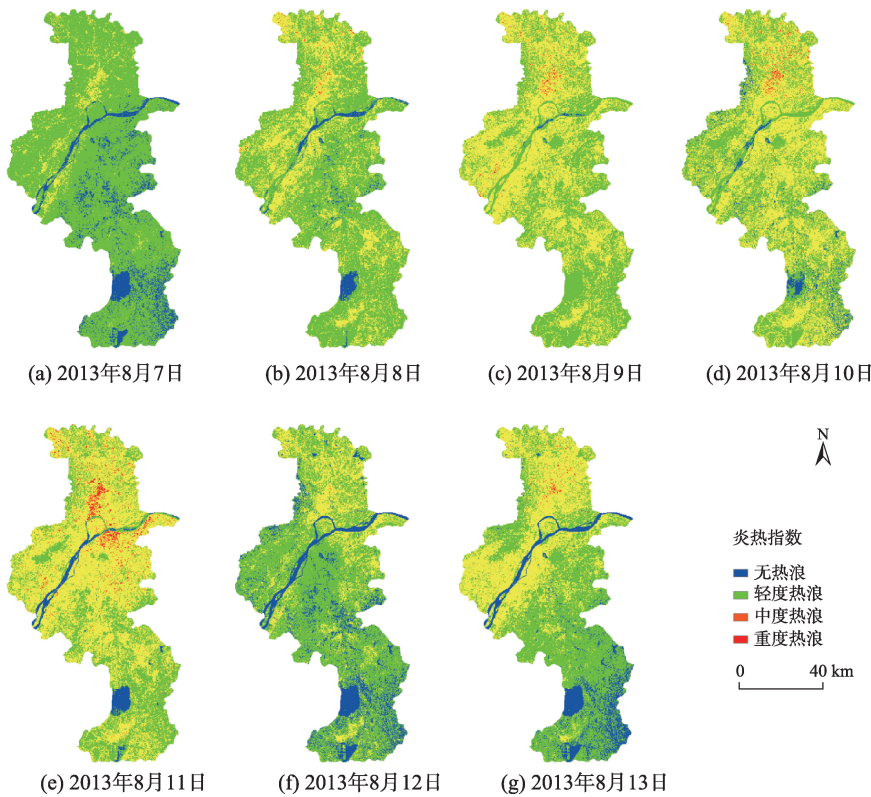 (a) 2013年8月7日
(b) 2013年8月8日
(c) 2013年8月9日
(d) 2013年8月10日
N
炎热指数
无热浪
轻度热浪
中度热浪
重度热浪
0 40 km
(e) 2013年8月11日
(f) 2013年8月12日
(g) 2013年8月13日